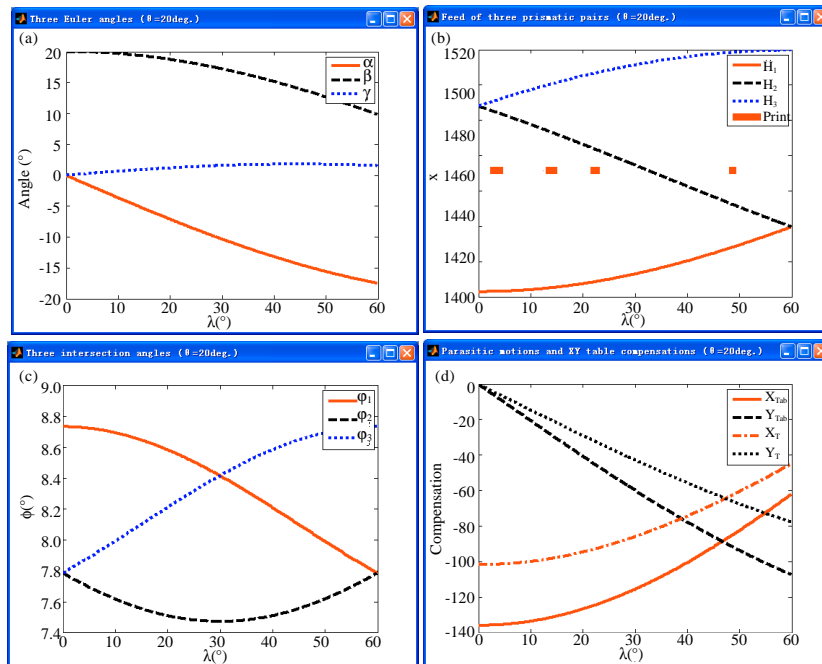 Three Euler angles (θ=20deg.)
(a)
20
15
10
5
0
-5
-10
-15
-20
Angle (°)
0 10 20 30 40 50 60
λ(°)
α
β
γ
Feed of three prismatic pairs (θ=20deg.)
(b)
1520
1500
1480
1460
1440
1420
1400
x
0 10 20 30 40 50 60
λ(°)
H1
H2
H3
Print
Three intersection angles (θ=20deg.)
(c)
9.0
8.6
8.4
8.2
8.0
7.8
7.6
7.4
ϕ(°)
0 10 20 30 40 50 60
λ(°)
φ1
φ2
φ3
Parasitic motions and XY table compensations (θ=20deg.)
(d)
0
-20
-40
-60
-80
-100
-120
-140
Compensation
0 10 20 30 40 50 60
λ(°)
XTab
YTab
XT
YT